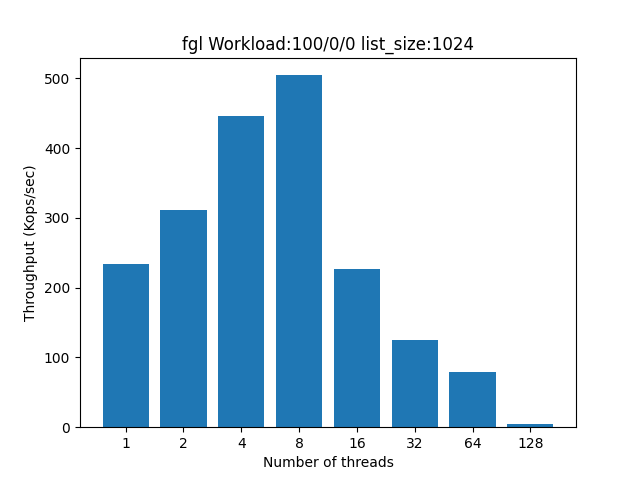 fgl Workload:100/0/0 list_size:1024
Throughput (Kops/sec)
500
400
300
200
100
0
1 2 4 8 16 32 64 128
Number of threads